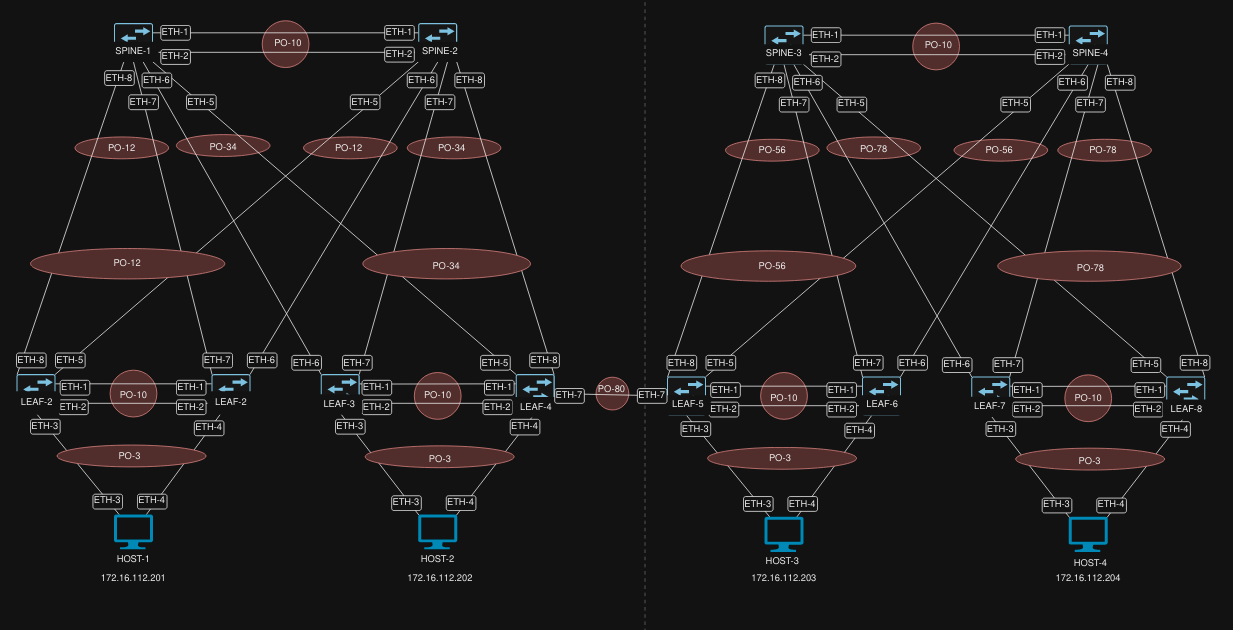 ETH-1 PO-10 ETH-1
SPINE-1 ETH-2 ETH-2 SPINE-2
ETH-8 ETH-6 ETH-6 ETH-8
ETH-7 ETH-5 ETH-5 ETH-7
PO-12 PO-34 PO-12 PO-34
PO-12 PO-34
ETH-8 ETH-5 ETH-7 ETH-6 ETH-6 ETH-7 ETH-5 ETH-8
ETH-1 PO-10 ETH-1 ETH-1 PO-10 ETH-1
LEAF-2 ETH-2 ETH-2 LEAF-2 LEAF-3 ETH-2 ETH-2 LEAF-4
ETH-7 PO-80 ETH-7
ETH-3 ETH-4 ETH-3 ETH-4
PO-3 PO-3
ETH-3 ETH-4 ETH-3 ETH-4
HOST-1 HOST-2
172.16.112.201 172.16.112.202
ETH-1 PO-10 ETH-1
SPINE-3 ETH-2 ETH-2 SPINE-4
ETH-8 ETH-6 ETH-6 ETH-8
ETH-7 ETH-5 ETH-5 ETH-7
PO-56 PO-78 PO-56 PO-78
PO-56 PO-78
ETH-8 ETH-5 ETH-7 ETH-6 ETH-6 ETH-7 ETH-5 ETH-8
ETH-1 PO-10 ETH-1 ETH-1 PO-10 ETH-1
LEAF-5 ETH-2 ETH-2 LEAF-6 LEAF-7 ETH-2 ETH-2 LEAF-8
ETH-3 ETH-4 ETH-3 ETH-4
PO-3 PO-3
ETH-3 ETH-4 ETH-3 ETH-4
HOST-3 HOST-4
172.16.112.203 172.16.112.204